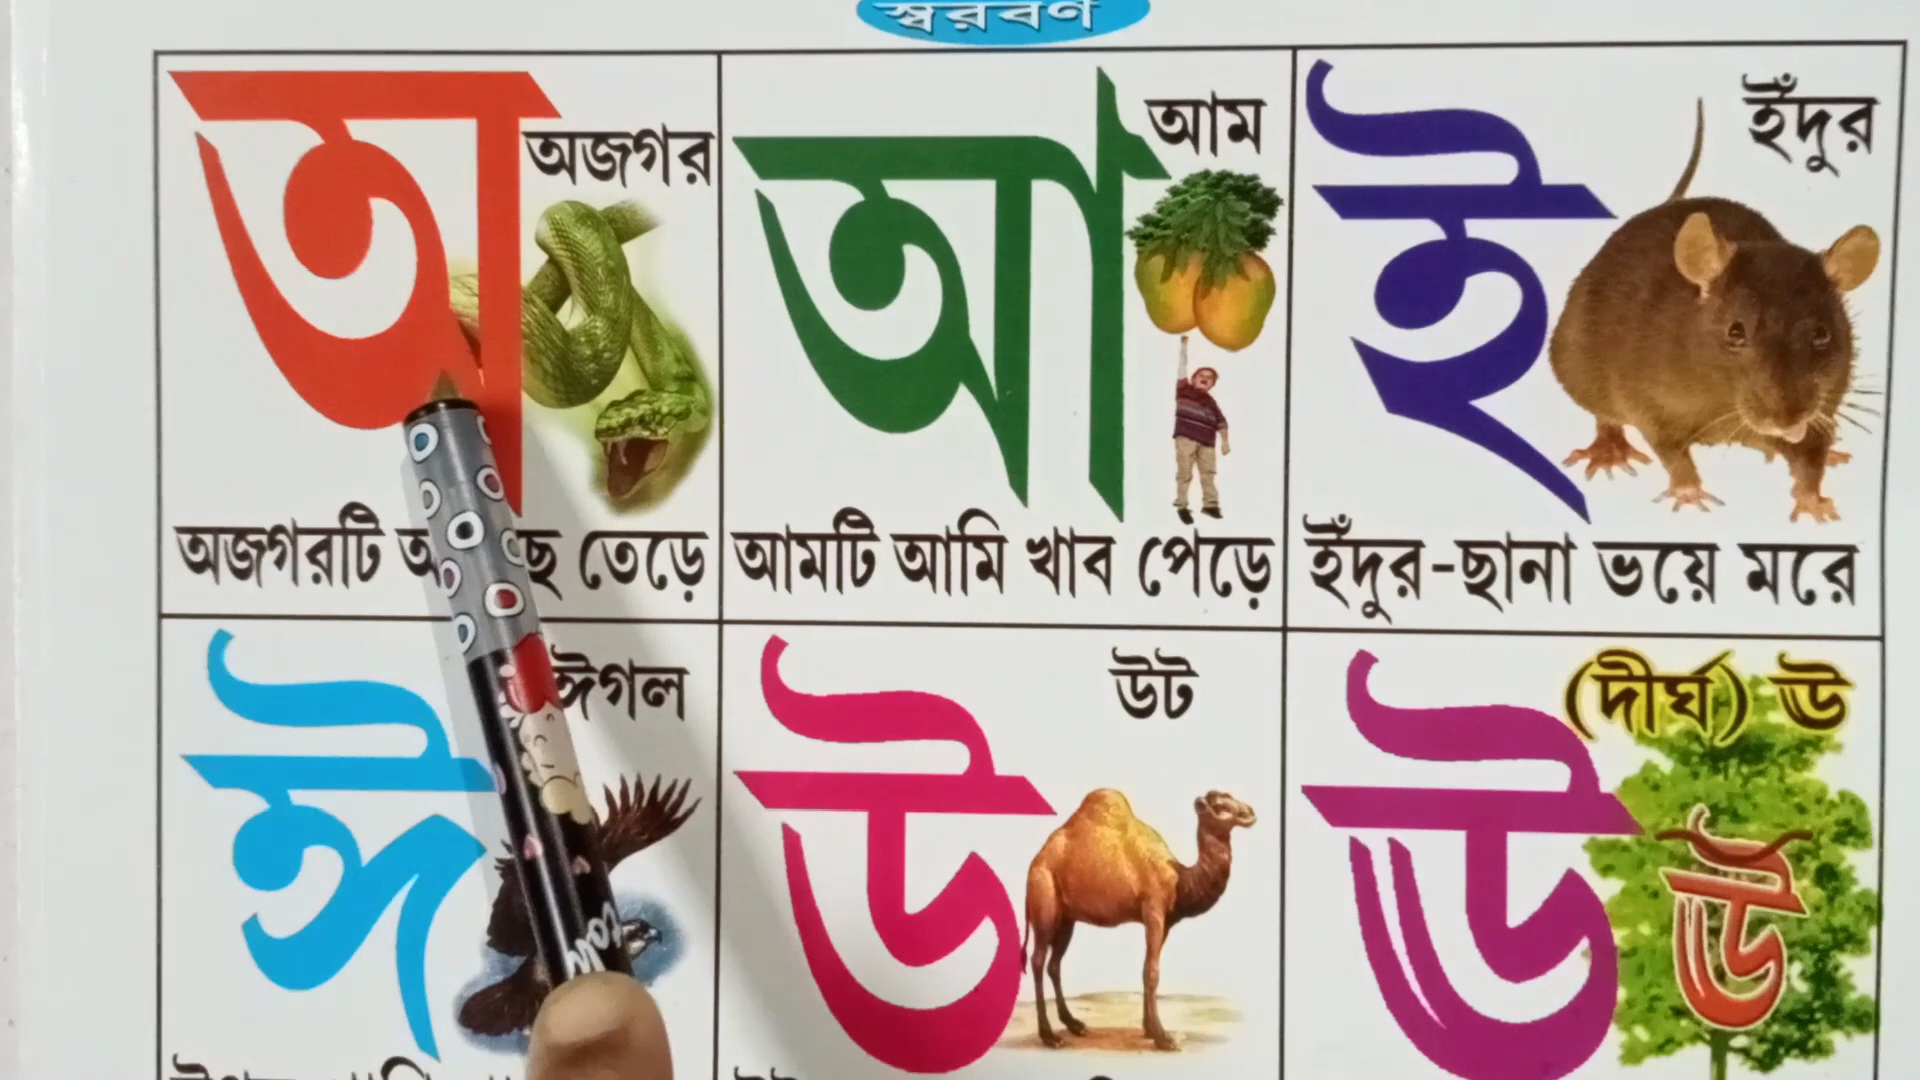 স্বরবর্ণ
অ
অজগর
অজগরটি ছে তেড়ে
আ
আম
আমটি আমি খাব পেড়ে
ই
ইঁদুর
ইঁদুর-ছানা ভয়ে মরে
ঈ
ঈগল
উ
উট
ঊ
(দীর্ঘ) ঊ
ঊ